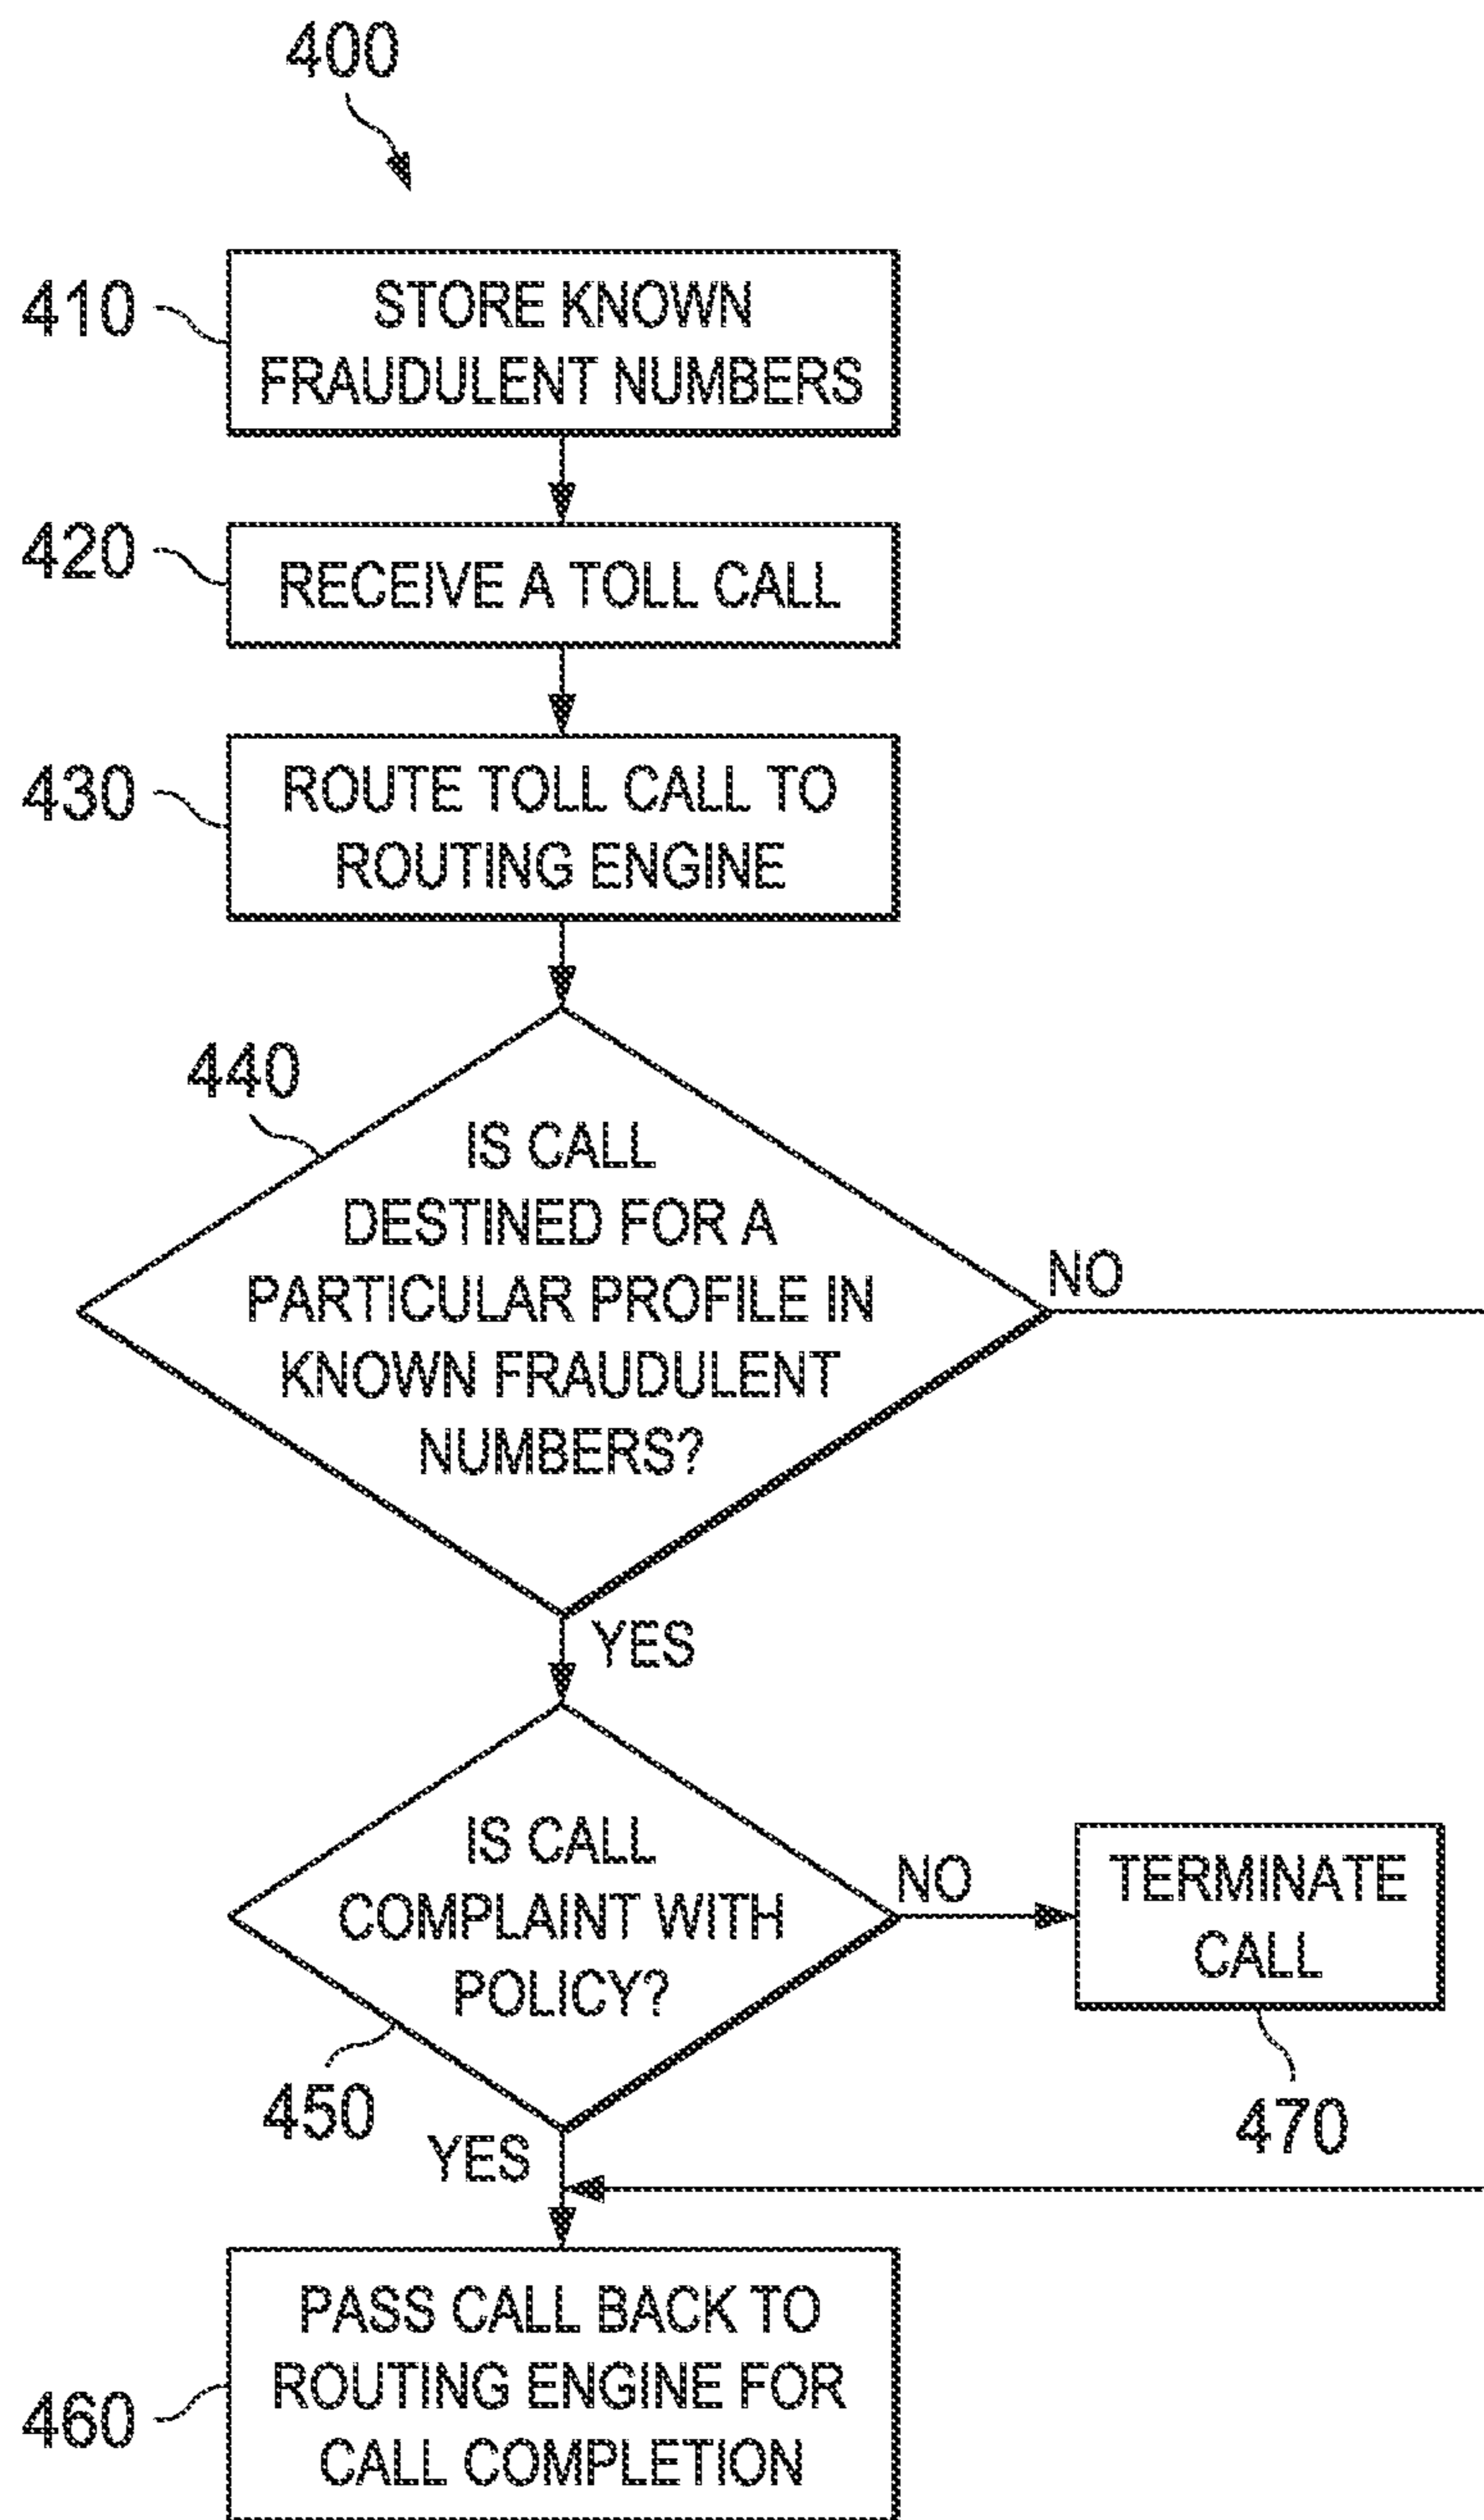 400
410
STORE KNOWN
FRAUDULENT NUMBERS
420
RECEIVE A TOLL CALL
430
ROUTE TOLL CALL TO
ROUTING ENGINE
440
IS CALL
DESTINED FOR A
PARTICULAR PROFILE IN
KNOWN FRAUDULENT
NUMBERS?
NO
YES
IS CALL
COMPLAINT WITH
POLICY?
NO
TERMINATE
CALL
450
470
YES
460
PASS CALL BACK TO
ROUTING ENGINE FOR
CALL COMPLETION